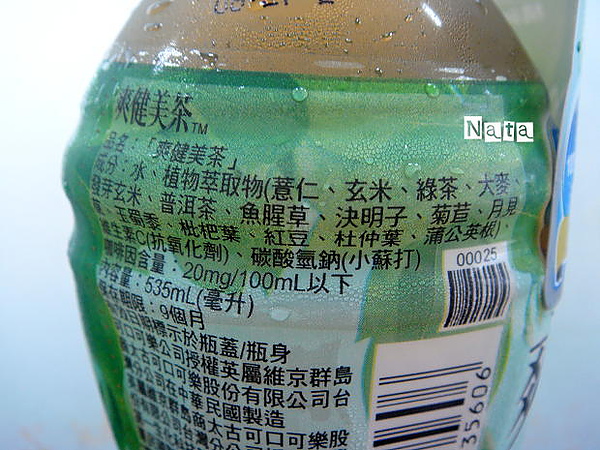 爽健美茶TM
Nata
品名:「爽健美茶」
成分:水、植物萃取物(薏仁、玄米、綠茶、大麥、
發芽玄米、普洱茶、魚腥草、決明子、菊苣、月見
、玉蜀黍、枇杷葉、紅豆、杜仲葉、蒲公英根)、
維生素C(抗氧化劑)、碳酸氫鈉(小蘇打)
咖啡因含量:20mg/100mL以下
內容量:535mL(毫升)
保存期限:9個月
日期標示於瓶蓋/瓶身
可口可樂公司授權英屬維京群島
太古可口可樂股份有限公司台
灣分公司在中華民國製造
太古可口可樂股
00025
35606